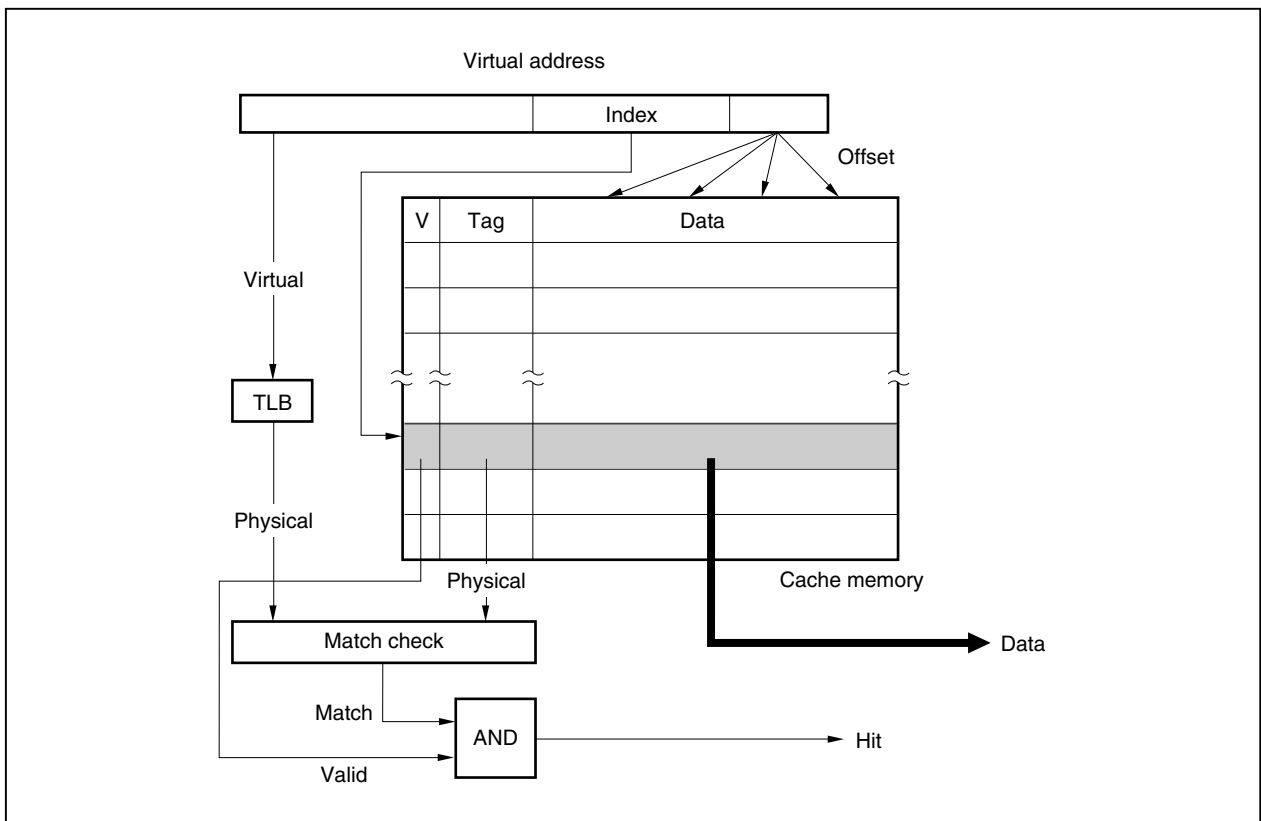 Virtual address
Index
Offset
V Tag Data
Virtual
TLB
Physical
Physical
Cache memory
Match check
Data
Match
AND
Hit
Valid